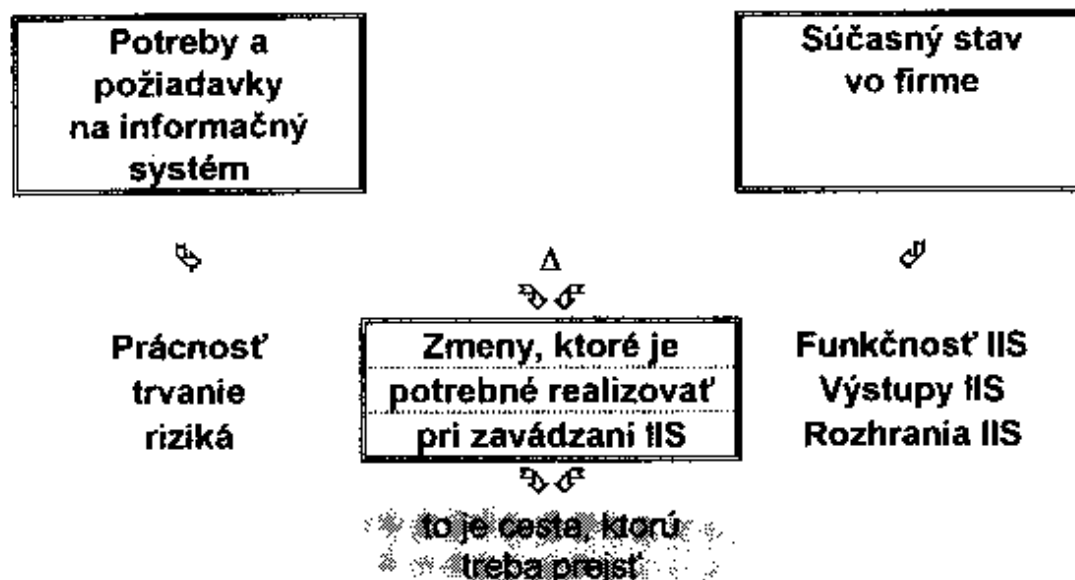 Potreby a
požiadavky
na informačný
systém
Súčasný stav
vo firme
Δ
Prácnosť
trvanie
riziká
Zmeny, ktoré je
potrebné realizovať
pri zavádzani IIS
Funkčnosť IIS
Výstupy IIS
Rozhrania IIS
to je cesta, ktorú
treba prejsť